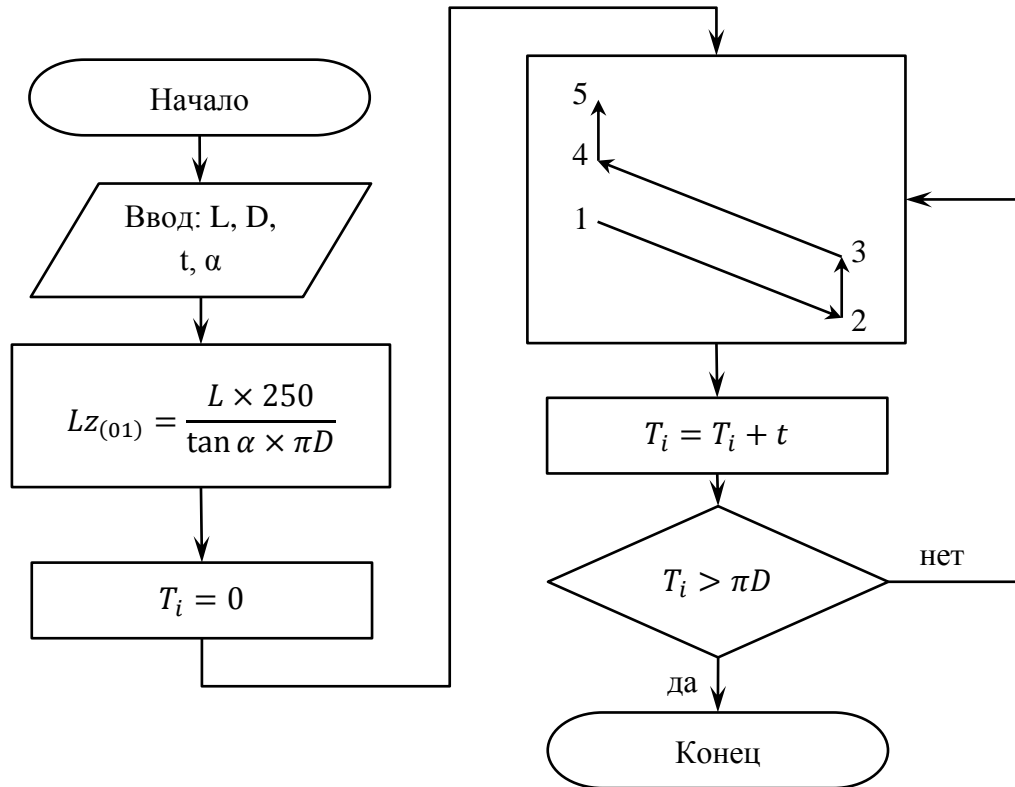 Начало
Ввод: L, D,
t, α
Lz₍₀₁₎ = (L × 250) / (tan α × πD)
Tᵢ = 0
5
4
1
3
2
Tᵢ = Tᵢ + t
Tᵢ > πD
нет
да
Конец